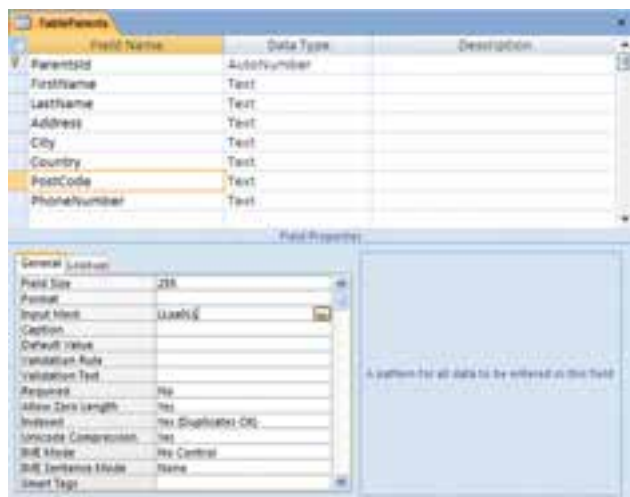 TableParents
Field Name Data Type Description
ParentsId AutoNumber
FirstName Text
LastName Text
Address Text
City Text
Country Text
PostCode Text
PhoneNumber Text
Field Properties
General Lookup
Field Size 255
Format
Input Mask
Caption
Default Value
Validation Rule
Validation Text
Required No
Allow Zero Length Yes
Indexed Yes (Duplicates OK)
Unicode Compression Yes
IME Mode No Control
IME Sentence Mode None
Smart Tags
A pattern for all data to be entered in this field